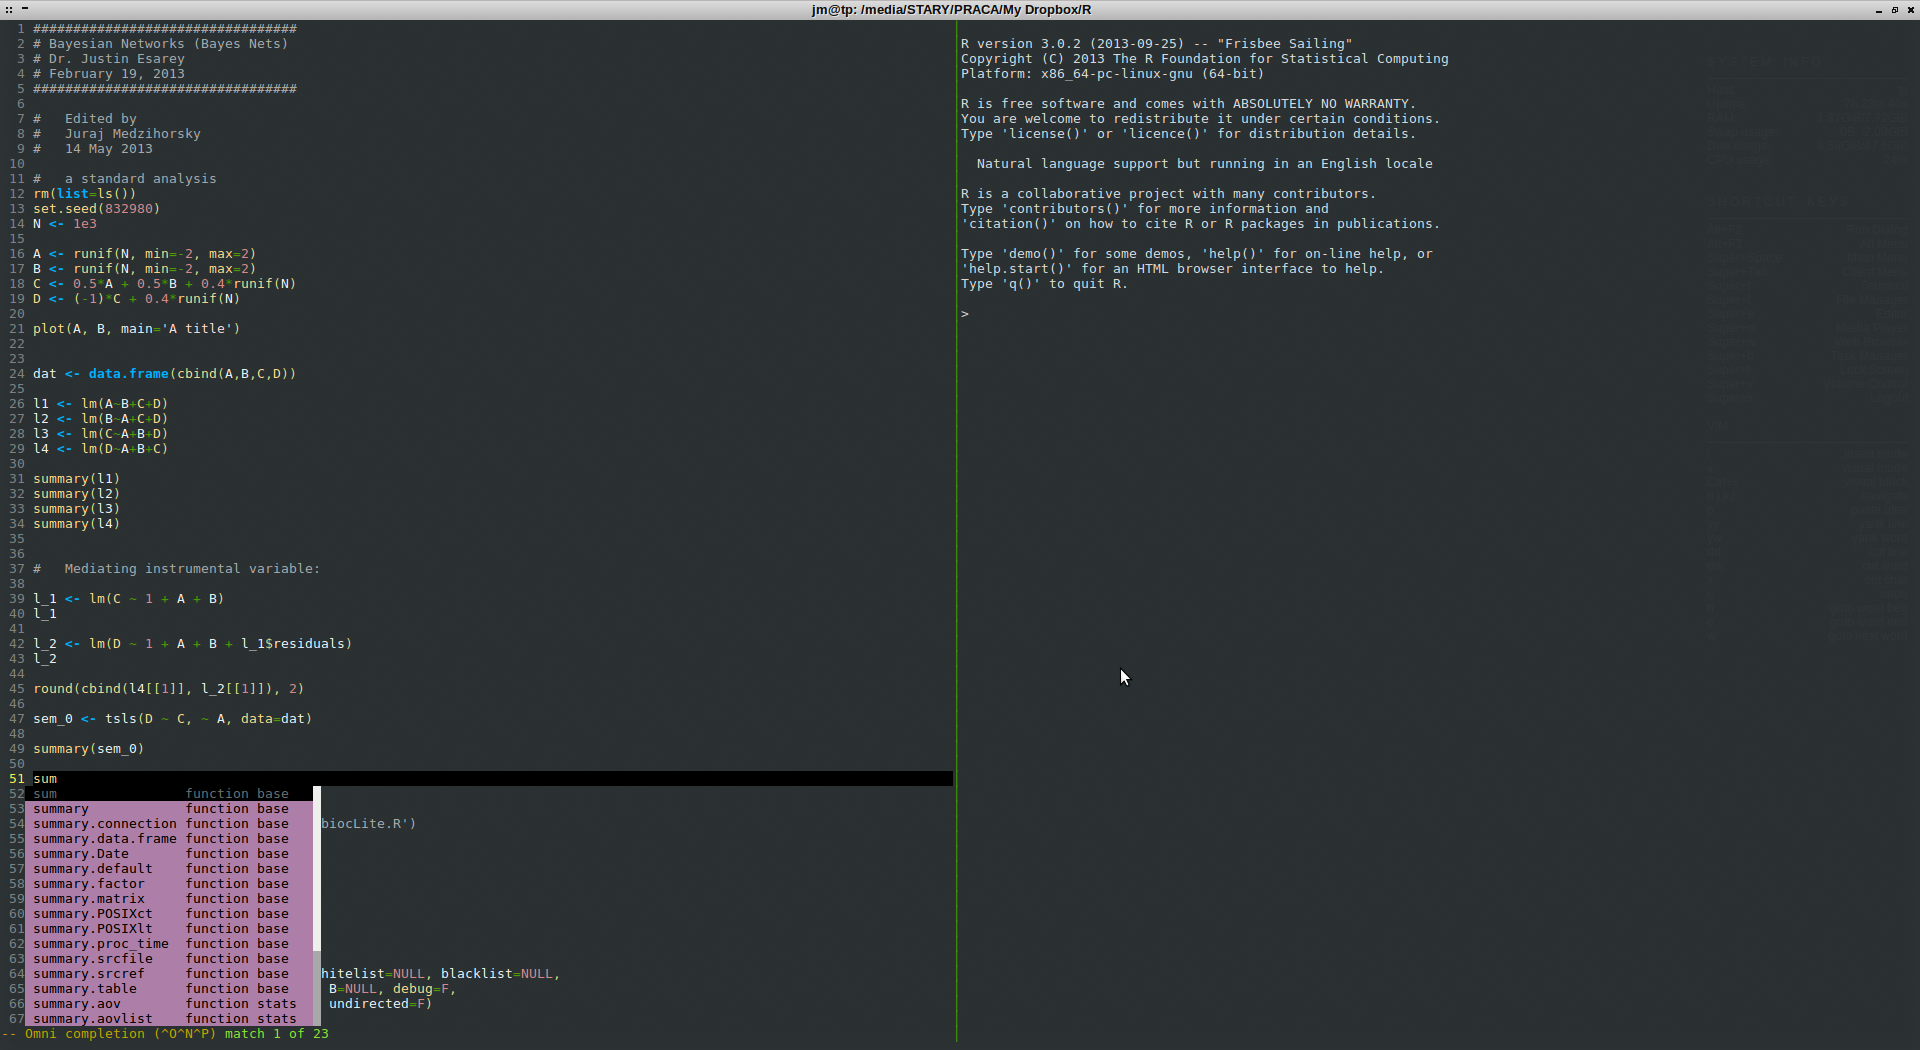 jm@tp: /media/STARY/PRACA/My Dropbox/R
1 #################################
2 # Bayesian Networks (Bayes Nets)
3 # Dr. Justin Esarey
4 # February 19, 2013
5 #################################
6
7 #   Edited by
8 #   Juraj Medzihorsky
9 #   14 May 2013
10
11 #   a standard analysis
12 rm(list=ls())
13 set.seed(832980)
14 N <- 1e3
15
16 A <- runif(N, min=-2, max=2)
17 B <- runif(N, min=-2, max=2)
18 C <- 0.5*A + 0.5*B + 0.4*runif(N)
19 D <- (-1)*C + 0.4*runif(N)
20
21 plot(A, B, main='A title')
22
23
24 dat <- data.frame(cbind(A,B,C,D))
25
26 l1 <- lm(A~B+C+D)
27 l2 <- lm(B~A+C+D)
28 l3 <- lm(C~A+B+D)
29 l4 <- lm(D~A+B+C)
30
31 summary(l1)
32 summary(l2)
33 summary(l3)
34 summary(l4)
35
36
37 #   Mediating instrumental variable:
38
39 l_1 <- lm(C ~ 1 + A + B)
40 l_1
41
42 l_2 <- lm(D ~ 1 + A + B + l_1$residuals)
43 l_2
44
45 round(cbind(l4[[1]], l_2[[1]]), 2)
46
47 sem_0 <- tsls(D ~ C, ~ A, data=dat)
48
49 summary(sem_0)
50
51 sum
52 sum                function base
53 summary            function base
54 summary.connection function base   biocLite.R')
55 summary.data.frame function base
56 summary.Date       function base
57 summary.default    function base
58 summary.factor     function base
59 summary.matrix     function base
60 summary.POSIXct    function base
61 summary.POSIXlt    function base
62 summary.proc_time  function base
63 summary.srcfile    function base
64 summary.srcref     function base   hitelist=NULL, blacklist=NULL,
65 summary.table      function base    B=NULL, debug=F,
66 summary.aov        function stats   undirected=F)
67 summary.aovlist    function stats
-- Omni completion (^O^N^P) match 1 of 23
R version 3.0.2 (2013-09-25) -- "Frisbee Sailing"
Copyright (C) 2013 The R Foundation for Statistical Computing
Platform: x86_64-pc-linux-gnu (64-bit)
R is free software and comes with ABSOLUTELY NO WARRANTY.
You are welcome to redistribute it under certain conditions.
Type 'license()' or 'licence()' for distribution details.
  Natural language support but running in an English locale
R is a collaborative project with many contributors.
Type 'contributors()' for more information and
'citation()' on how to cite R or R packages in publications.
Type 'demo()' for some demos, 'help()' for on-line help, or
'help.start()' for an HTML browser interface to help.
Type 'q()' to quit R.
>